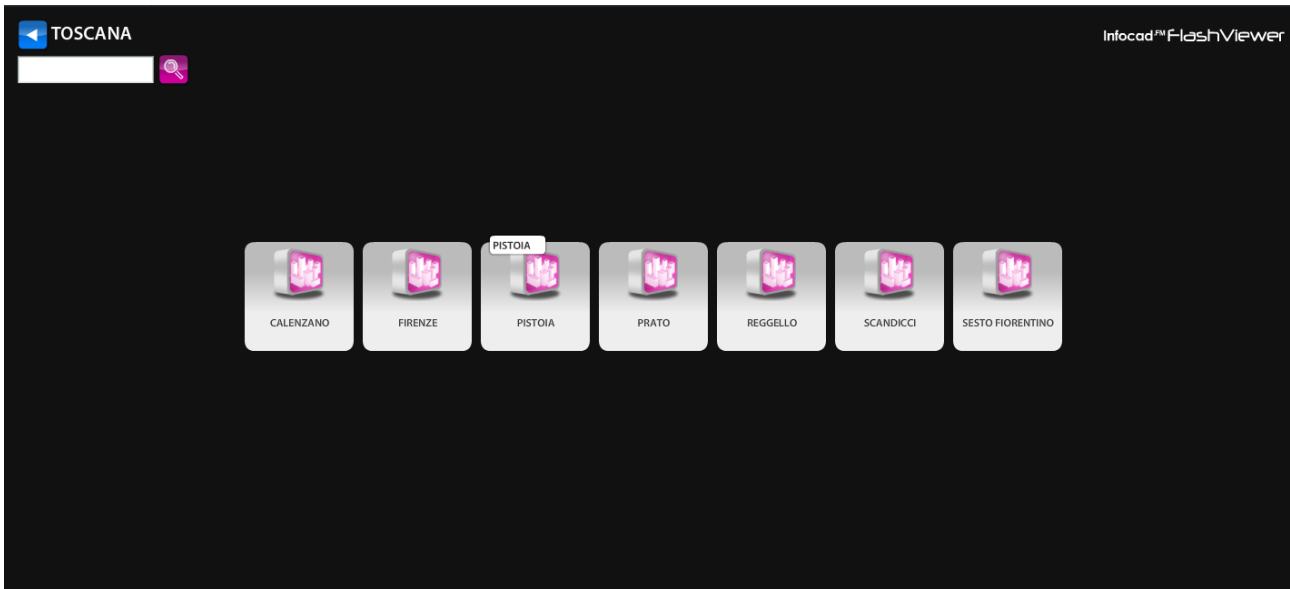 TOSCANA
Infocad.FM FlashViewer
PISTOIA
CALENZANO
FIRENZE
PISTOIA
PRATO
REGGELLO
SCANDICCI
SESTO FIORENTINO